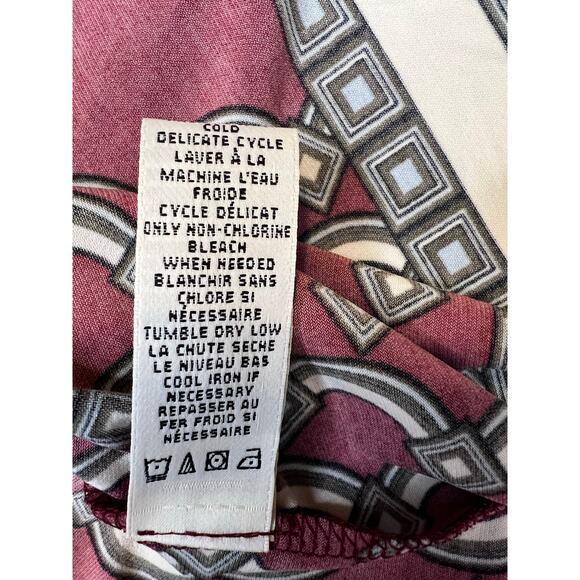 COLD
DELICATE CYCLE
LAVER À LA
MACHINE L'EAU
FROIDE
CYCLE DÉLICAT
ONLY NON-CHLORINE
BLEACH
WHEN NEEDED
BLANCHIR SANS
CHLORE SI
NÉCESSAIRE
TUMBLE DRY LOW
LA CHUTE SECHE
LE NIVEAU BAS
COOL IRON IF
NECESSARY
REPASSER AU
FER FROID SI
NÉCESSAIRE